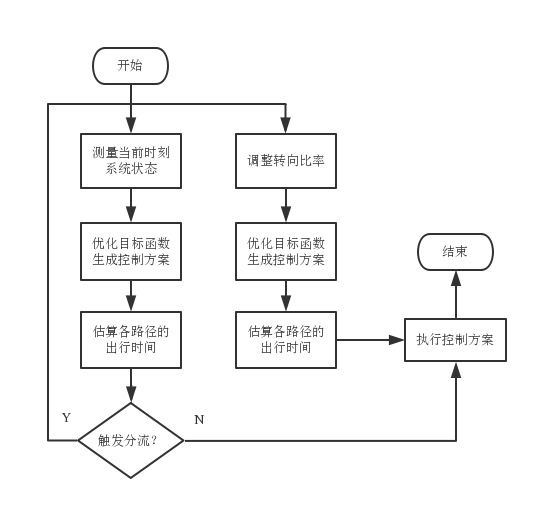 开始
测量当前时刻
系统状态
调整转向比率
优化目标函数
生成控制方案
优化目标函数
生成控制方案
结束
估算各路径的
出行时间
估算各路径的
出行时间
执行控制方案
Y
N
触发分流?